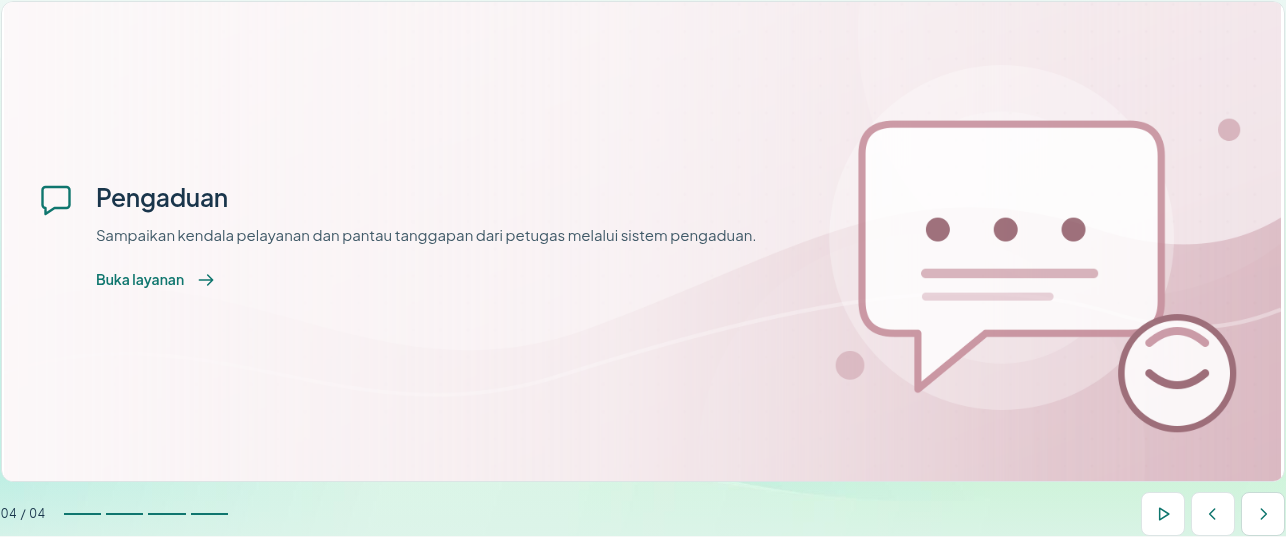 Pengaduan
Sampaikan kendala pelayanan dan pantau tanggapan dari petugas melalui sistem pengaduan.
Buka layanan
04 / 04